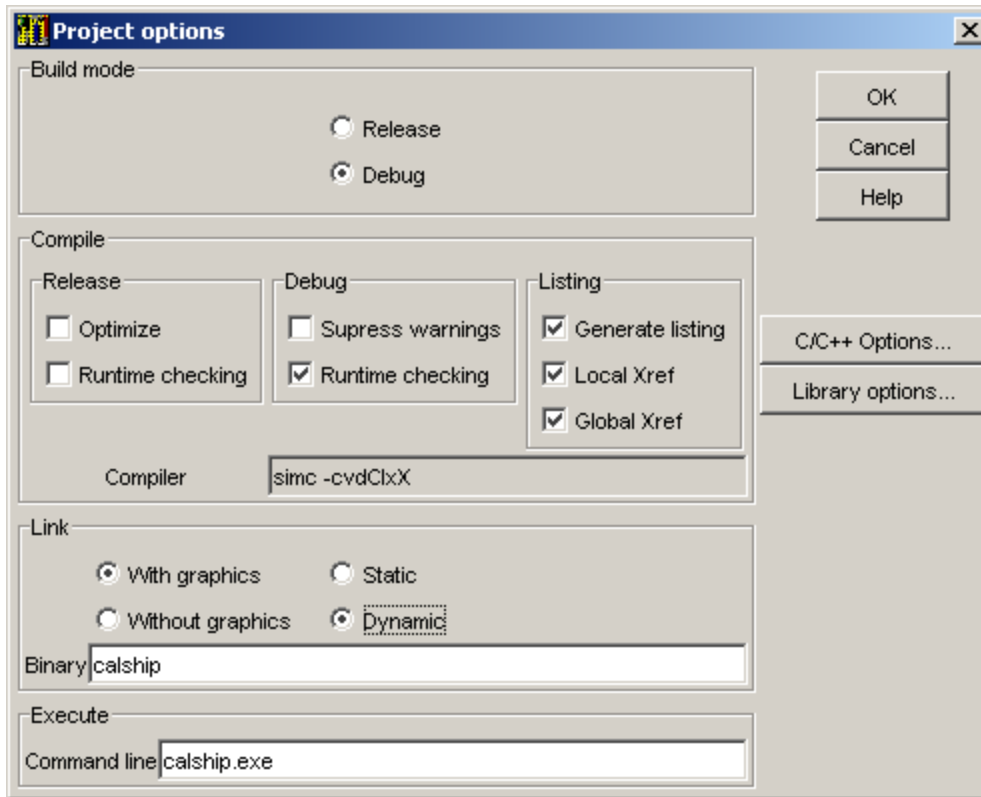 Project options
Build mode
Release
Debug
OK
Cancel
Help
Compile
Release
Optimize
Runtime checking
Debug
Supress warnings
Runtime checking
Listing
Generate listing
Local Xref
Global Xref
Compiler simc -cvdClxX
C/C++ Options...
Library options...
Link
With graphics
Static
Without graphics
Dynamic
Binary calship
Execute
Command line calship.exe